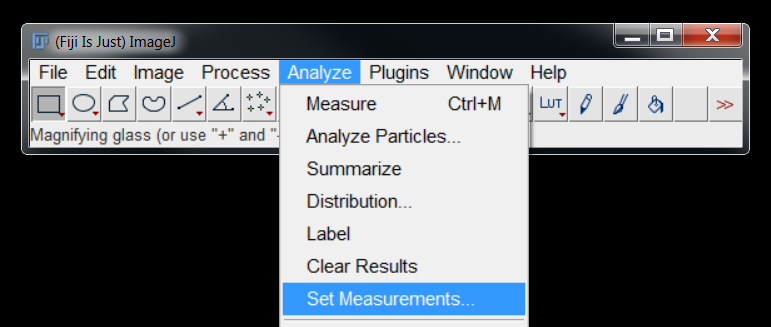 (Fiji Is Just) ImageJ
File Edit Image Process Analyze Plugins Window Help
LUT >>
Magnifying glass (or use "+" and "-
Measure Ctrl+M
Analyze Particles...
Summarize
Distribution...
Label
Clear Results
Set Measurements...